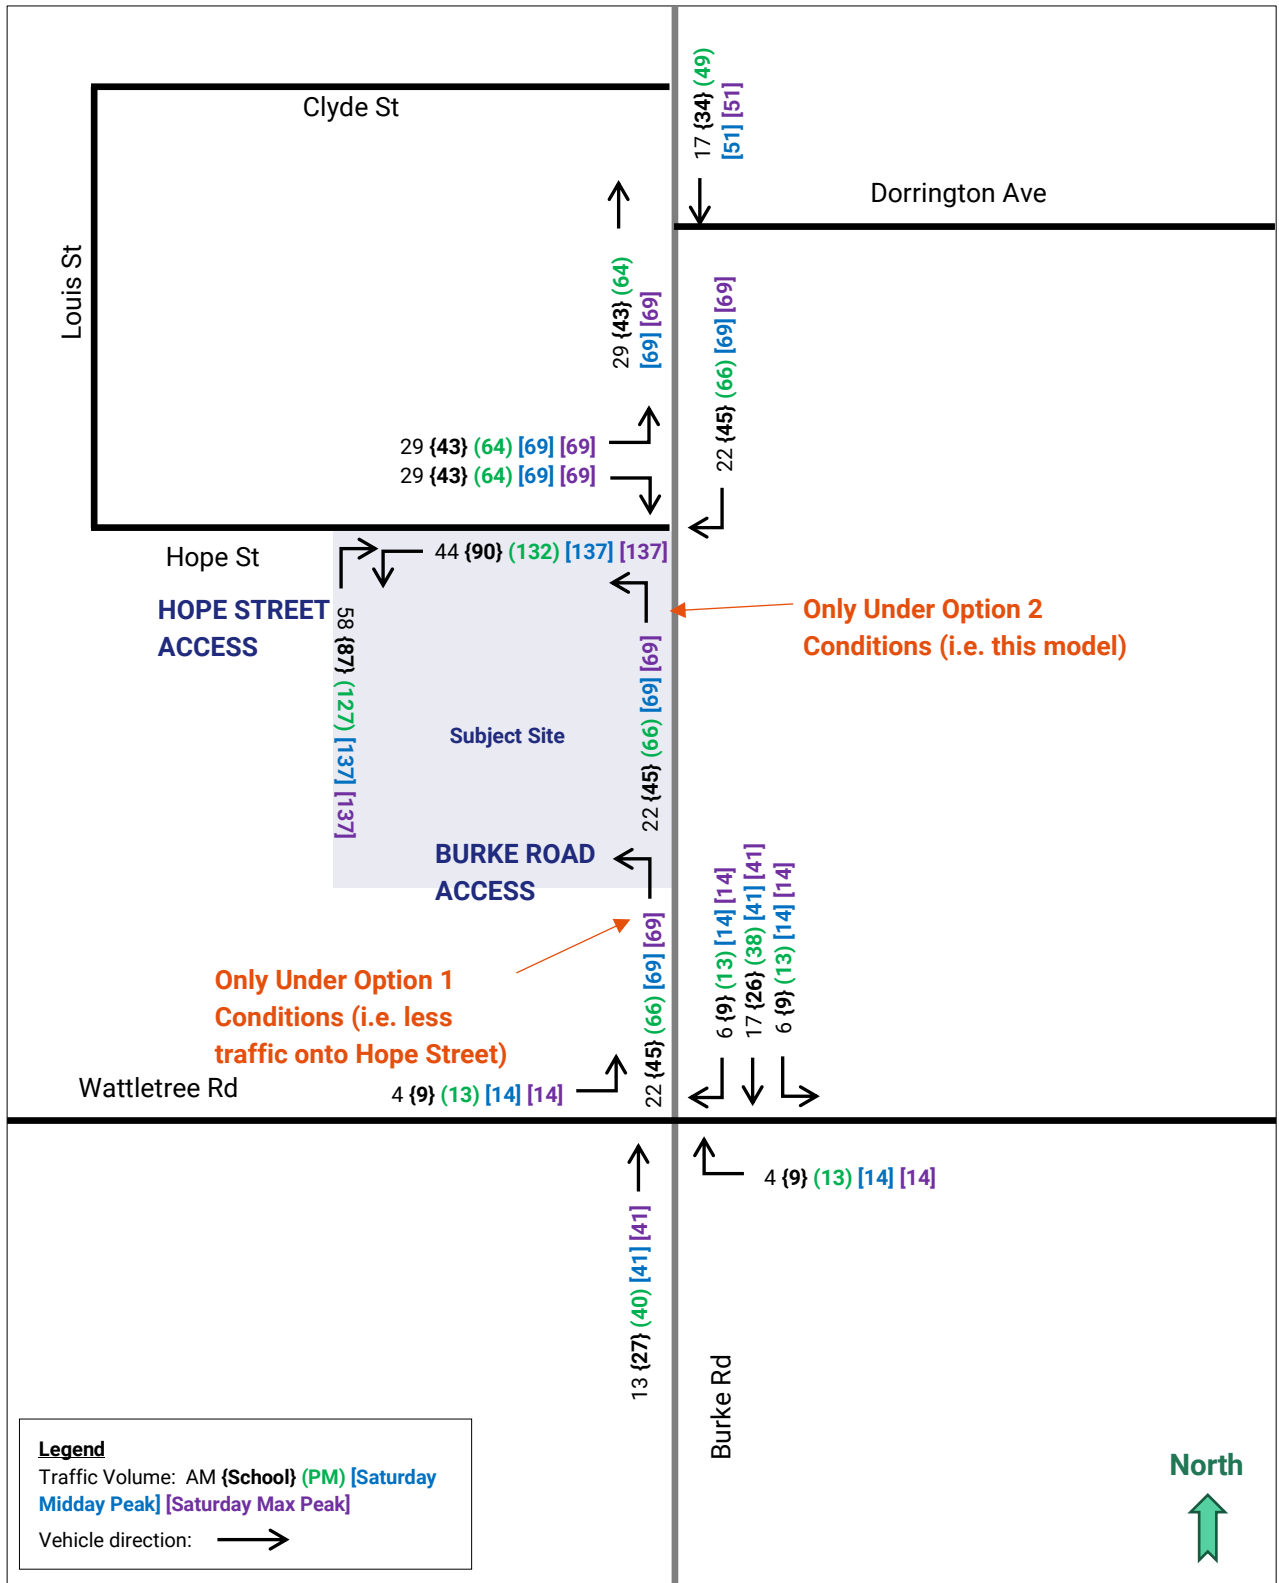 Clyde St
17 {34} (49)
[51] [51]
Dorrington Ave
Louis St
29 {43} (64)
[69] [69]
22 {45} (66) [69] [69]
29 {43} (64) [69] [69]
29 {43} (64) [69] [69]
Hope St
44 {90} (132) [137] [137]
HOPE STREET
ACCESS
58 {87} (127) [137] [137]
Only Under Option 2
Conditions (i.e. this model)
22 {45} (66) [69] [69]
Subject Site
BURKE ROAD
ACCESS
6 {9} (13) [14] [14]
17 {26} (38) [41] [41]
6 {9} (13) [14] [14]
Only Under Option 1
Conditions (i.e. less
traffic onto Hope Street)
22 {45} (66) [69] [69]
Wattletree Rd
4 {9} (13) [14] [14]
4 {9} (13) [14] [14]
13 {27} (40) [41] [41]
Burke Rd
Legend
Traffic Volume: AM {School} (PM) [Saturday
Midday Peak] [Saturday Max Peak]
Vehicle direction:
North